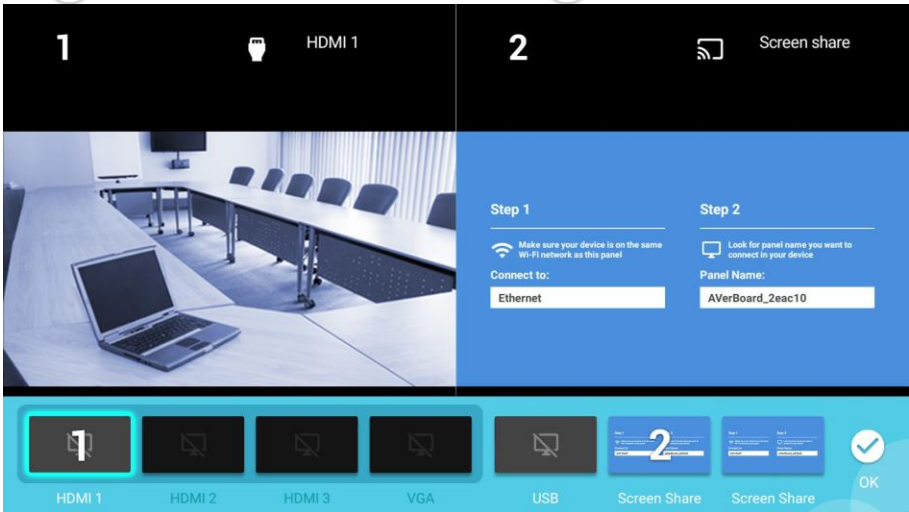 1
HDMI 1
2
Screen share
Step 1
Make sure your device is on the same
Wi-Fi network as this panel
Connect to:
Ethernet
Step 2
Look for panel name you want to
connect in your device
Panel Name:
AVerBoard_2eac10
1
2
HDMI 1
HDMI 2
HDMI 3
VGA
USB
Screen Share
Screen Share
OK